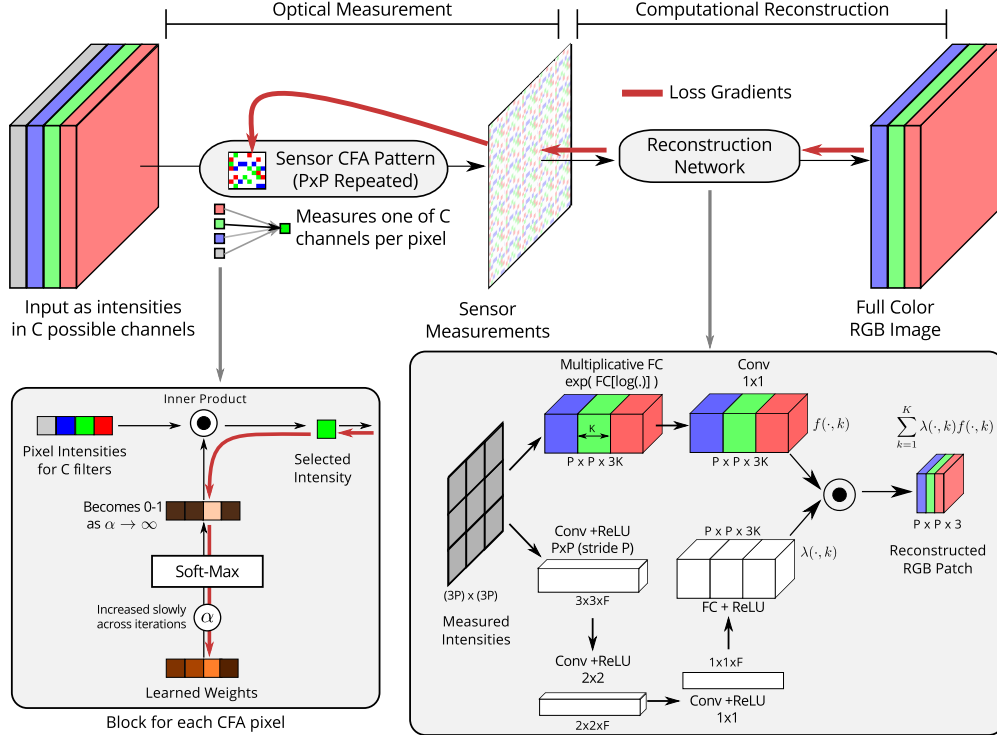 Optical Measurement
Computational Reconstruction
Loss Gradients
Sensor CFA Pattern
(PxP Repeated)
Reconstruction
Network
Measures one of C
channels per pixel
Input as intensities
in C possible channels
Sensor
Measurements
Full Color
RGB Image
Inner Product
Pixel Intensities
for C filters
Selected
Intensity
Becomes 0-1
as α → ∞
Soft-Max
Increased slowly
across iterations
α
Learned Weights
Block for each CFA pixel
Multiplicative FC
exp( FC[log(.)] )
K
P x P x 3K
Conv
1x1
P x P x 3K
f(·, k)
(3P) x (3P)
Measured
Intensities
Conv +ReLU
PxP (stride P)
3x3xF
Conv +ReLU
2x2
2x2xF
1x1xF
Conv +ReLU
1x1
P x P x 3K
λ(·, k)
FC + ReLU
K
∑ λ(·, k)f(·, k)
k=1
P x P x 3
Reconstructed
RGB Patch